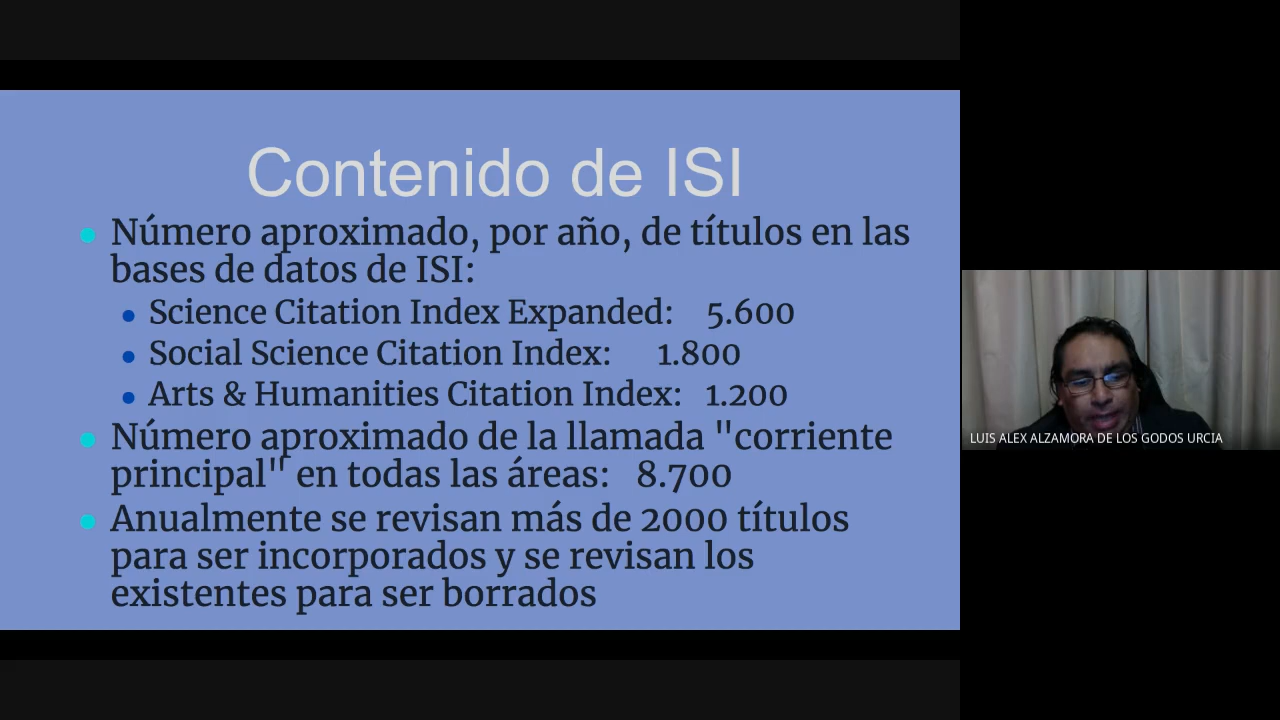 Contenido de ISI
Número aproximado, por año, de títulos en las
bases de datos de ISI:
Science Citation Index Expanded: 5.600
Social Science Citation Index: 1.800
Arts & Humanities Citation Index: 1.200
Número aproximado de la llamada "corriente
principal" en todas las áreas: 8.700
Anualmente se revisan más de 2000 títulos
para ser incorporados y se revisan los
existentes para ser borrados
LUIS ALEX ALZAMORA DE LOS GODOS URCIA